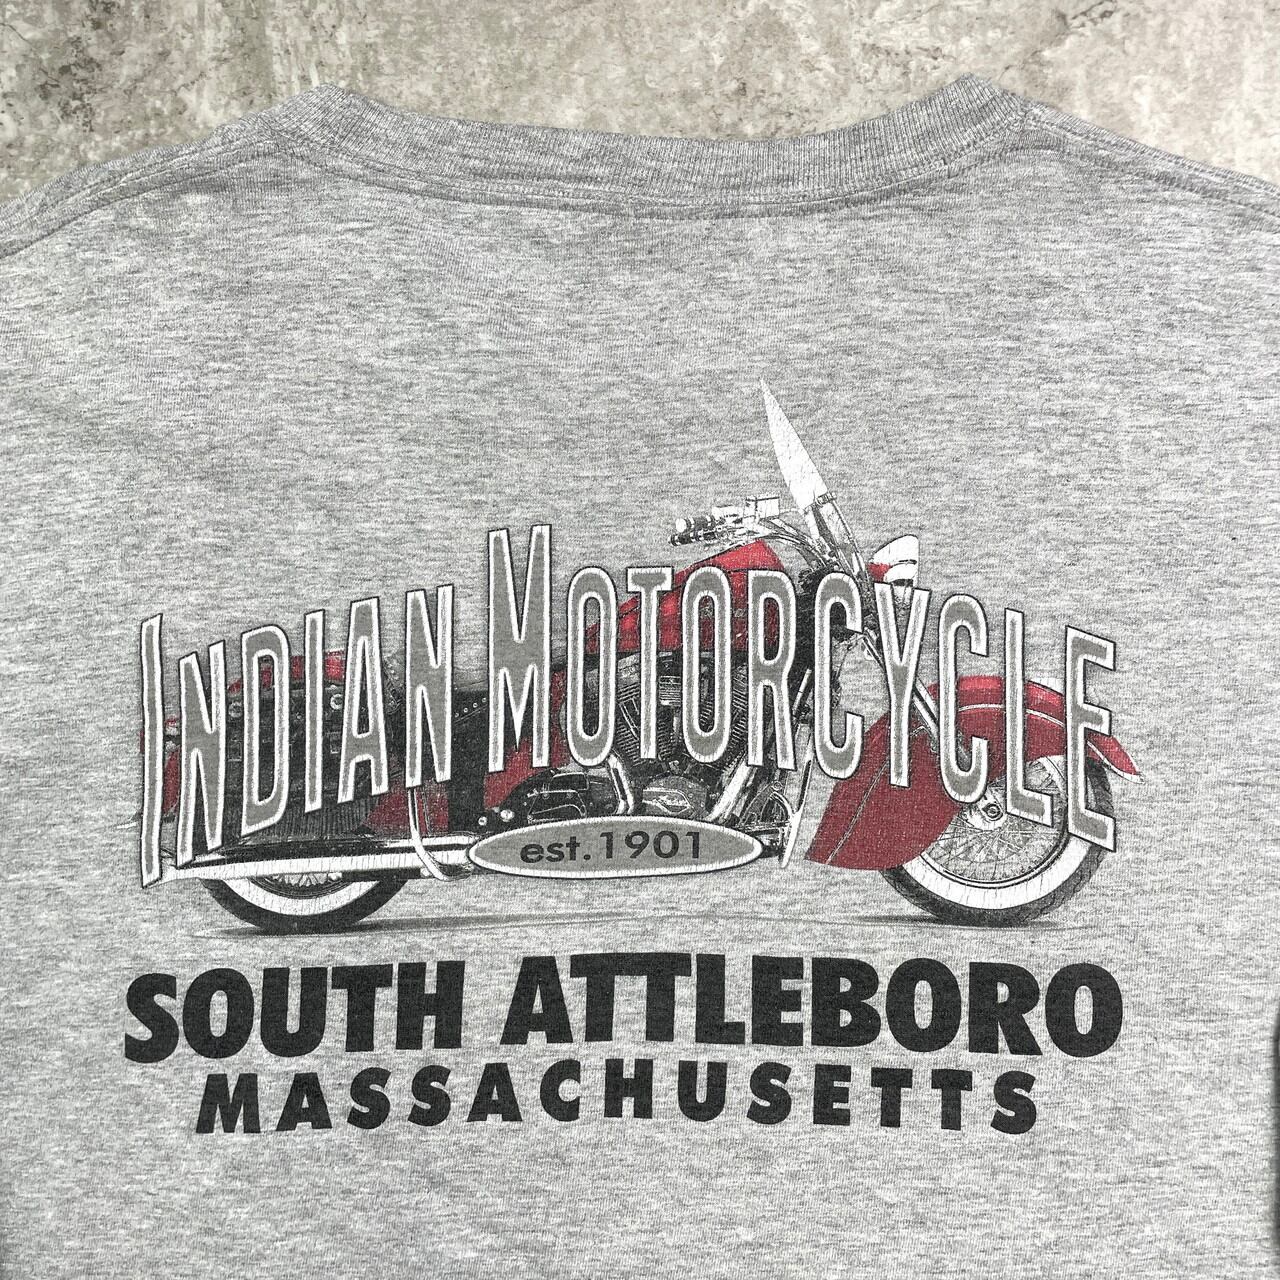 INDIAN MOTORCYCLE
est.1901
SOUTH ATTLEBORO
MASSACHUSETTS